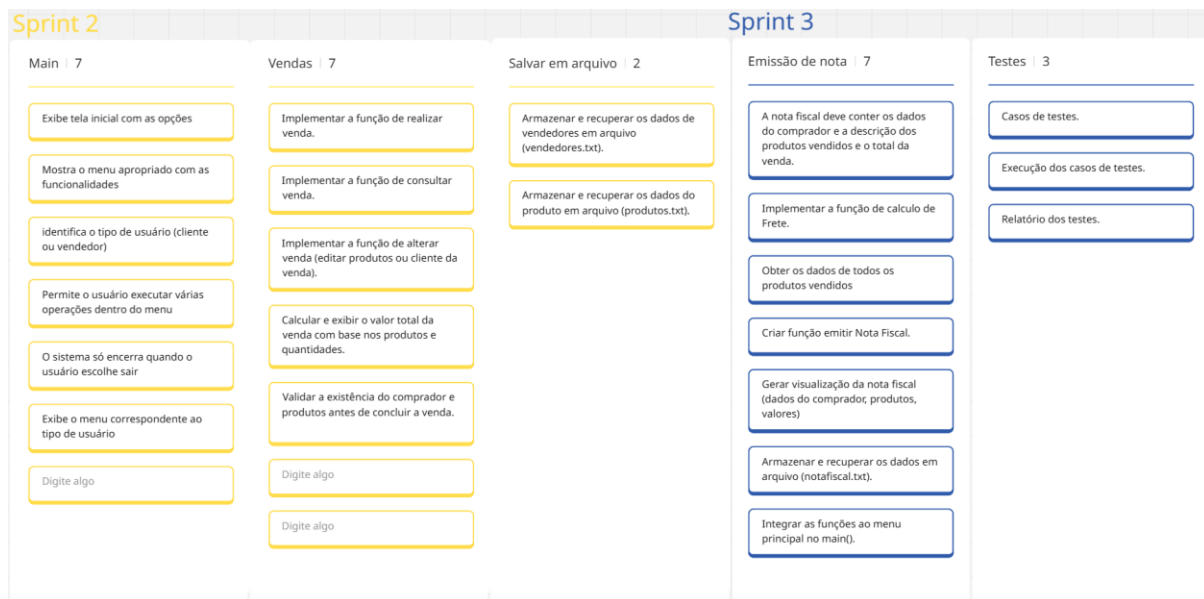 Sprint 2
Main | 7
Exibe tela inicial com as opções
Mostra o menu apropriado com as
funcionalidades
identifica o tipo de usuário (cliente
ou vendedor)
Permite o usuário executar várias
operações dentro do menu
O sistema só encerra quando o
usuário escolhe sair
Exibe o menu correspondente ao
tipo de usuário
Digite algo
Vendas | 7
Implementar a função de realizar
venda.
Implementar a função de consultar
venda.
Implementar a função de alterar
venda (editar produtos ou cliente da
venda).
Calcular e exibir o valor total da
venda com base nos produtos e
quantidades.
Validar a existência do comprador e
produtos antes de concluir a venda.
Digite algo
Digite algo
Salvar em arquivo | 2
Armazenar e recuperar os dados de
vendedores em arquivo
(vendedores.txt).
Armazenar e recuperar os dados do
produto em arquivo (produtos.txt).
Sprint 3
Emissão de nota | 7
A nota fiscal deve conter os dados
do comprador e a descrição dos
produtos vendidos e o total da
venda.
Implementar a função de calculo de
Frete.
Obter os dados de todos os
produtos vendidos
Criar função emitir Nota Fiscal.
Gerar visualização da nota fiscal
(dados do comprador, produtos,
valores)
Armazenar e recuperar os dados em
arquivo (notafiscal.txt).
Integrar as funções ao menu
principal no main().
Testes | 3
Casos de testes.
Execução dos casos de testes.
Relatório dos testes.